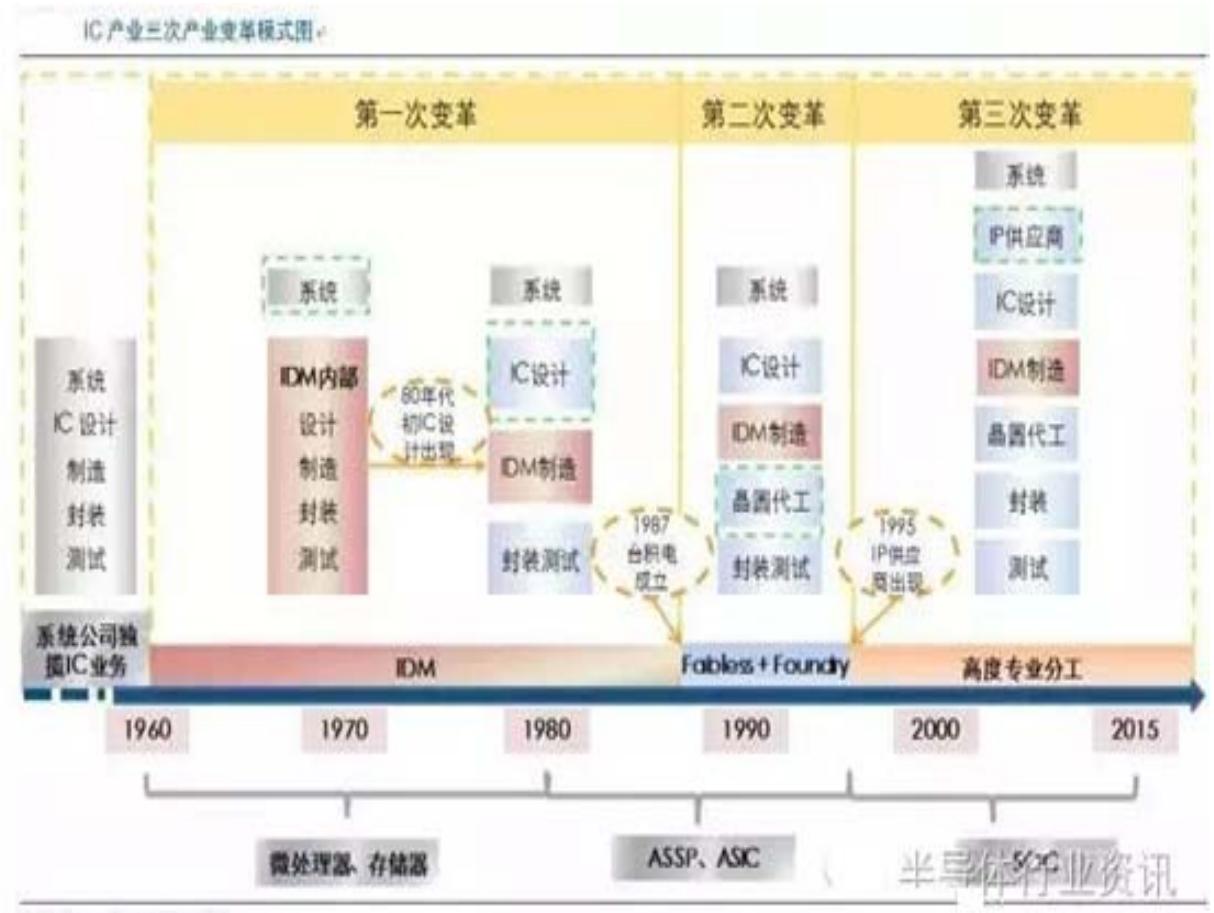 IC产业三次产业变革模式图
第一次变革
第二次变革
第三次变革
系统
IC 设计
制造
封装
测试
系统
IDM内部
设计
制造
封装
测试
80年代
初IC设
计出现
系统
IC设计
IDM制造
封装测试
1987
台积电
成立
系统
IC设计
IDM制造
晶圆代工
封装测试
1995
IP供应
商出现
系统
IP供应商
IC设计
IDM制造
晶圆代工
封装
测试
系统公司独
揽IC业务
IDM
Fabless + Foundry
高度专业分工
1960
1970
1980
1990
2000
2015
微处理器、存储器
ASSP、ASIC
SOC
半导体行业资讯